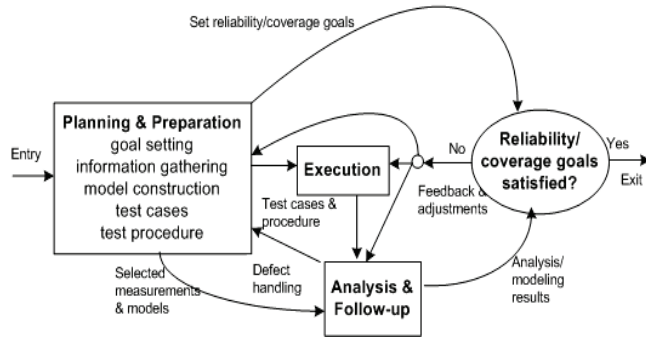 Set reliability/coverage goals
Planning & Preparation
goal setting
information gathering
model construction
test cases
test procedure
Entry
Execution
Test cases &
procedure
No
Feedback &
adjustments
Reliability/
coverage goals
satisfied?
Yes
Exit
Selected
measurements
& models
Defect
handling
Analysis &
Follow-up
Analysis/
modeling
results